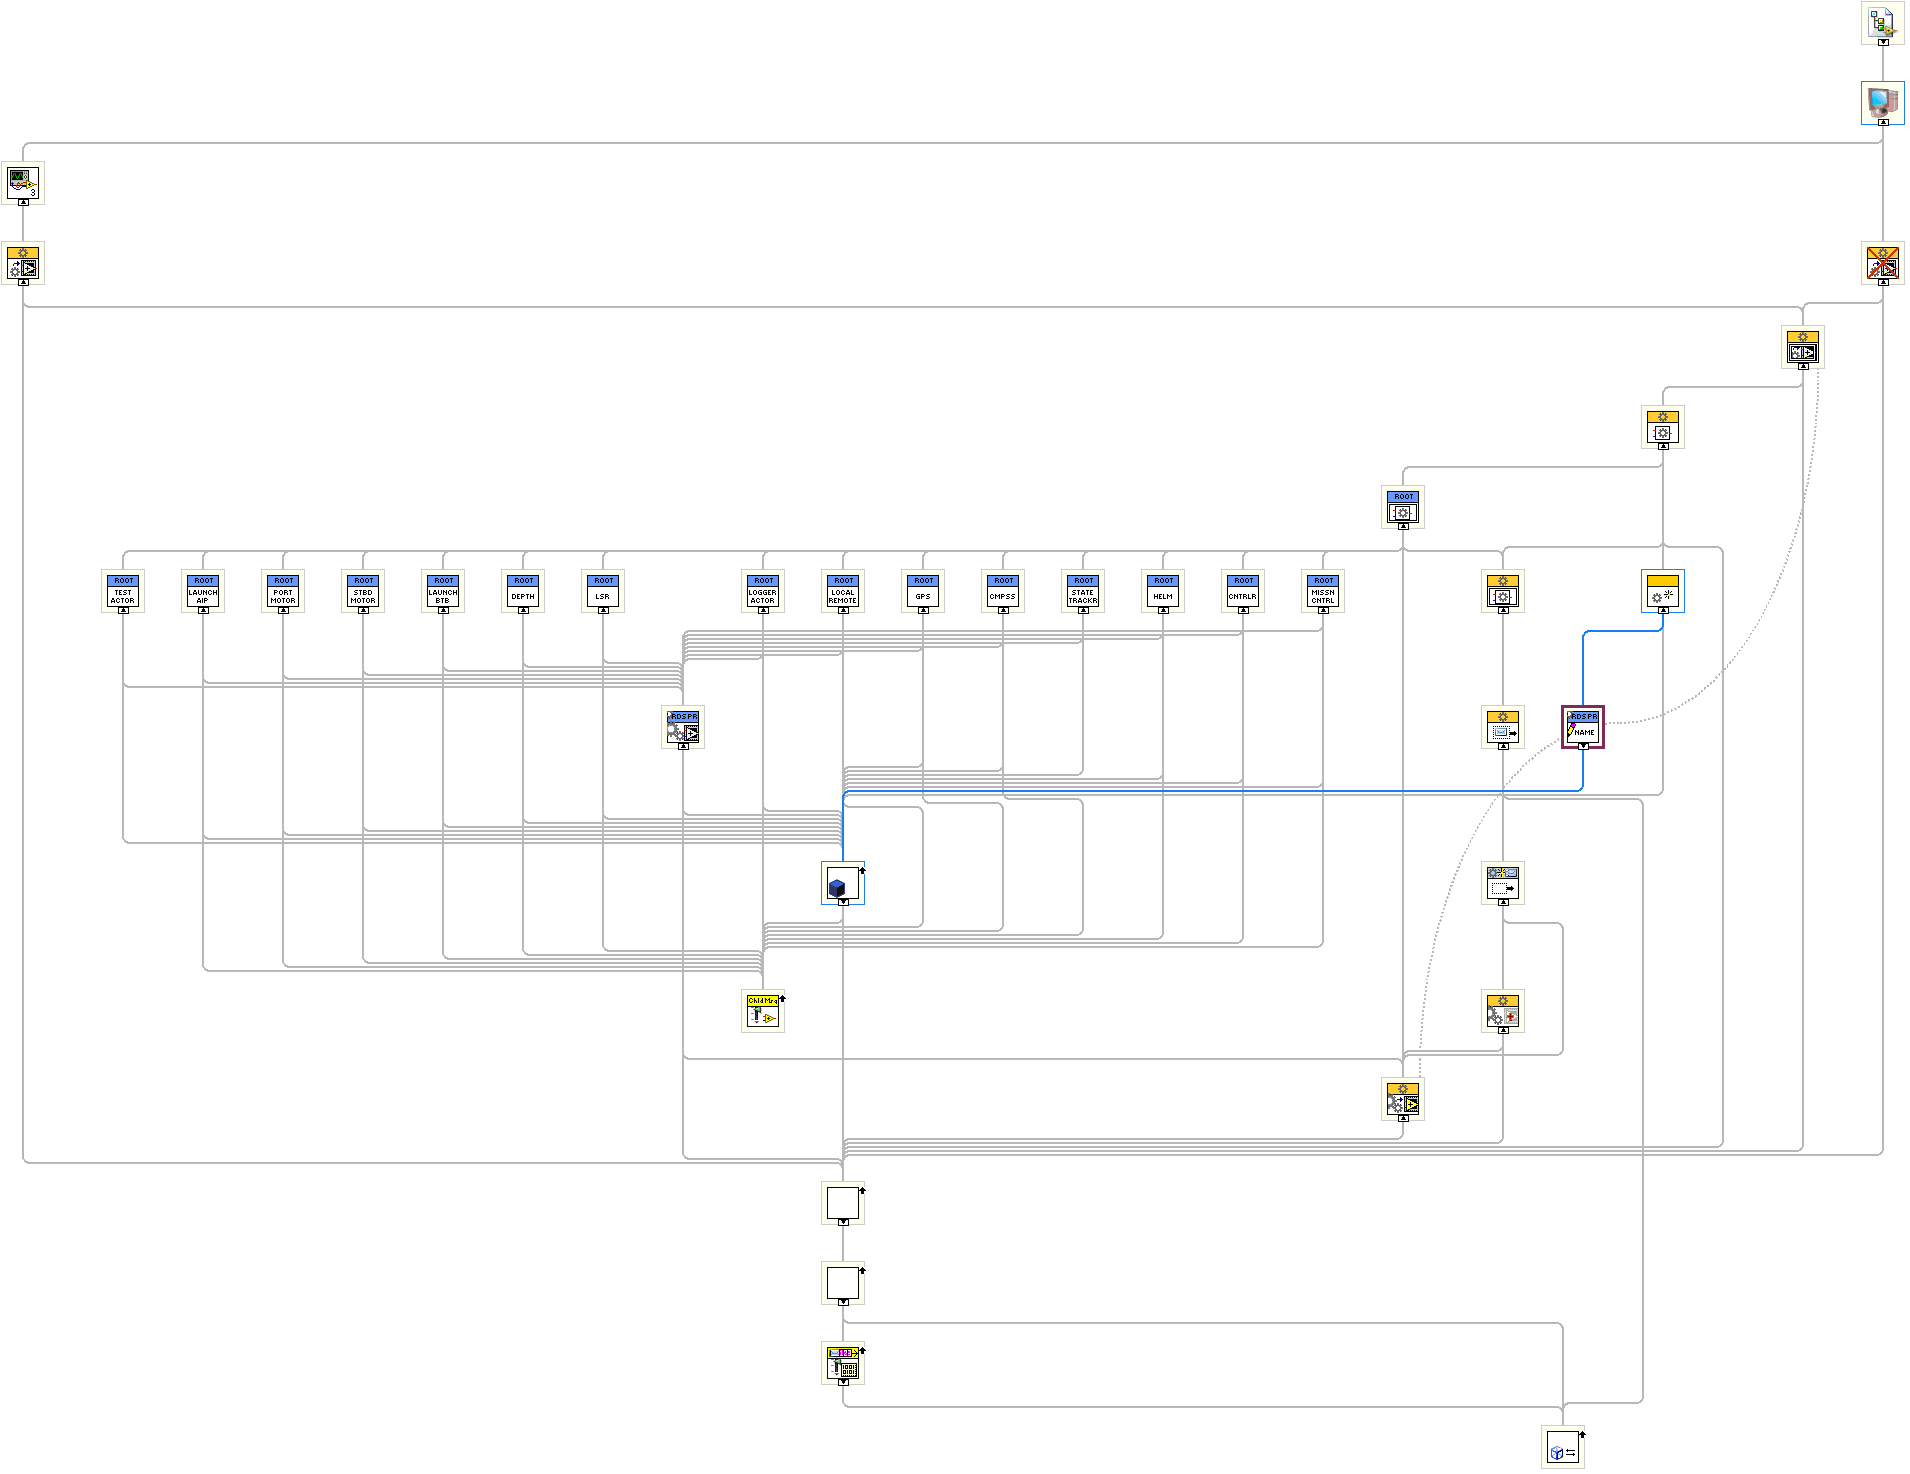 3
ROOT
ROOT
TEST
ACTOR
ROOT
LAUNCH
AIP
ROOT
PORT
MOTOR
ROOT
STBD
MOTOR
ROOT
LAUNCH
BTB
ROOT
DEPTH
ROOT
LSR
ROOT
LOGGER
ACTOR
ROOT
LOCAL
REMOTE
ROOT
GPS
ROOT
CMPSS
ROOT
STATE
TRACKR
ROOT
HELM
ROOT
CNTRLR
ROOT
MISSN
CNTRL
RDSPR
RDSPR
NAME
Chld Msg